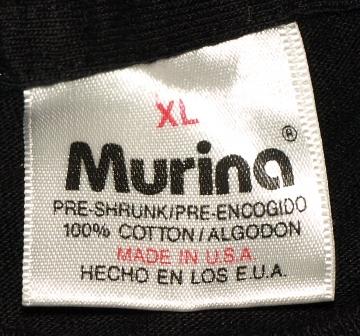 XL
Murina®
PRE-SHRUNK/PRE-ENCOGIDO
100% COTTON/ALGODON
MADE IN U.S.A.
HECHO EN LOS E.U.A.